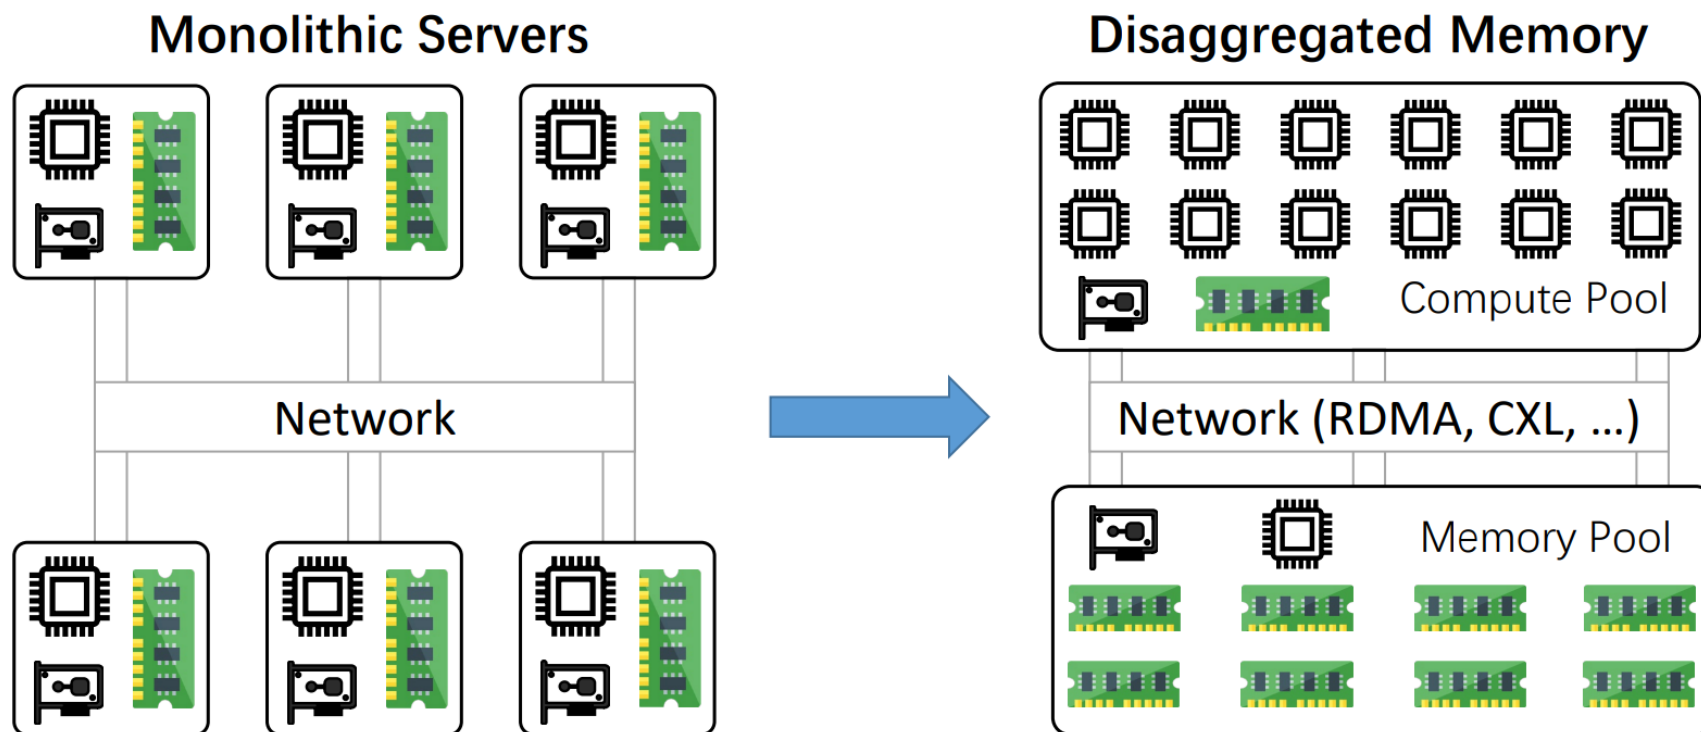 Monolithic Servers
Disaggregated Memory
Compute Pool
Network
Network (RDMA, CXL, ...)
Memory Pool